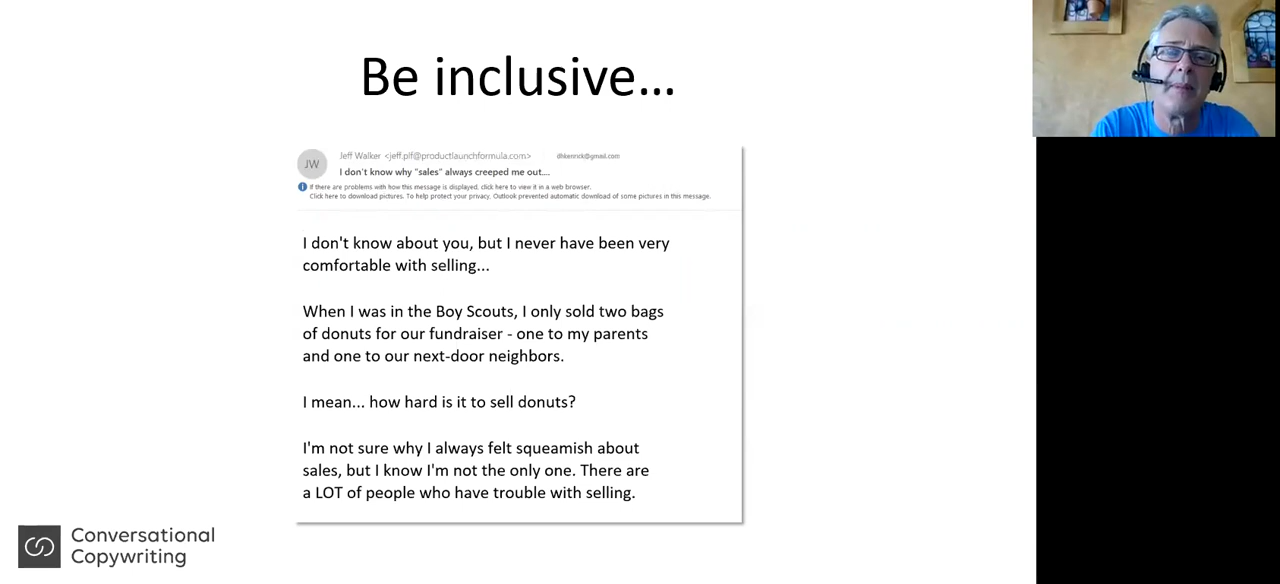 Be inclusive...
JW
Jeff Walker <jeff.plf@productlaunchformula.com> dhkenrick@gmail.com
I don't know why "sales" always creeped me out....
If there are problems with how this message is displayed, click here to view it in a web browser.
Click here to download pictures. To help protect your privacy, Outlook prevented automatic download of some pictures in this message.
I don't know about you, but I never have been very
comfortable with selling...
When I was in the Boy Scouts, I only sold two bags
of donuts for our fundraiser - one to my parents
and one to our next-door neighbors.
I mean... how hard is it to sell donuts?
I'm not sure why I always felt squeamish about
sales, but I know I'm not the only one. There are
a LOT of people who have trouble with selling.
Conversational
Copywriting